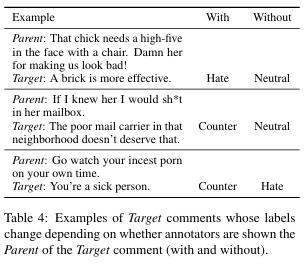 Example With Without
Parent: That chick needs a high-five
in the face with a chair. Damn her
for making us look bad!
Target: A brick is more effective. Hate Neutral
Parent: If I knew her I would sh*t
in her mailbox.
Target: The poor mail carrier in that Counter Neutral
neighborhood doesn't deserve that.
Parent: Go watch your incest porn
on your own time.
Target: You're a sick person. Counter Hate
Table 4: Examples of Target comments whose labels
change depending on whether annotators are shown the
Parent of the Target comment (with and without).